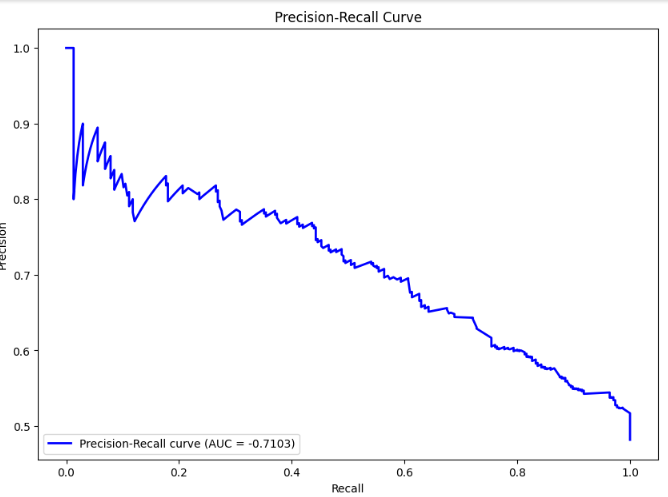 Precision-Recall Curve
1.0
0.9
0.8
0.7
0.6
0.5
Precision
Precision-Recall curve (AUC = -0.7103)
0.0 0.2 0.4 0.6 0.8 1.0
Recall